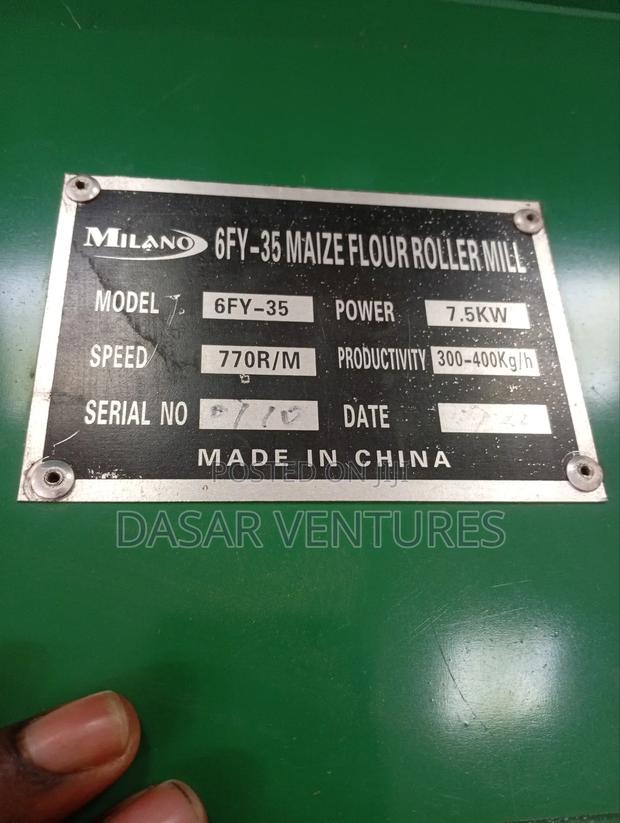 MILANO 6FY-35 MAIZE FLOUR ROLLER MILL
MODEL 6FY-35 POWER 7.5KW
SPEED 770R/M PRODUCTIVITY 300-400Kg/h
SERIAL NO DATE
MADE IN CHINA
POSTED ON JIJI
DASAR VENTURES